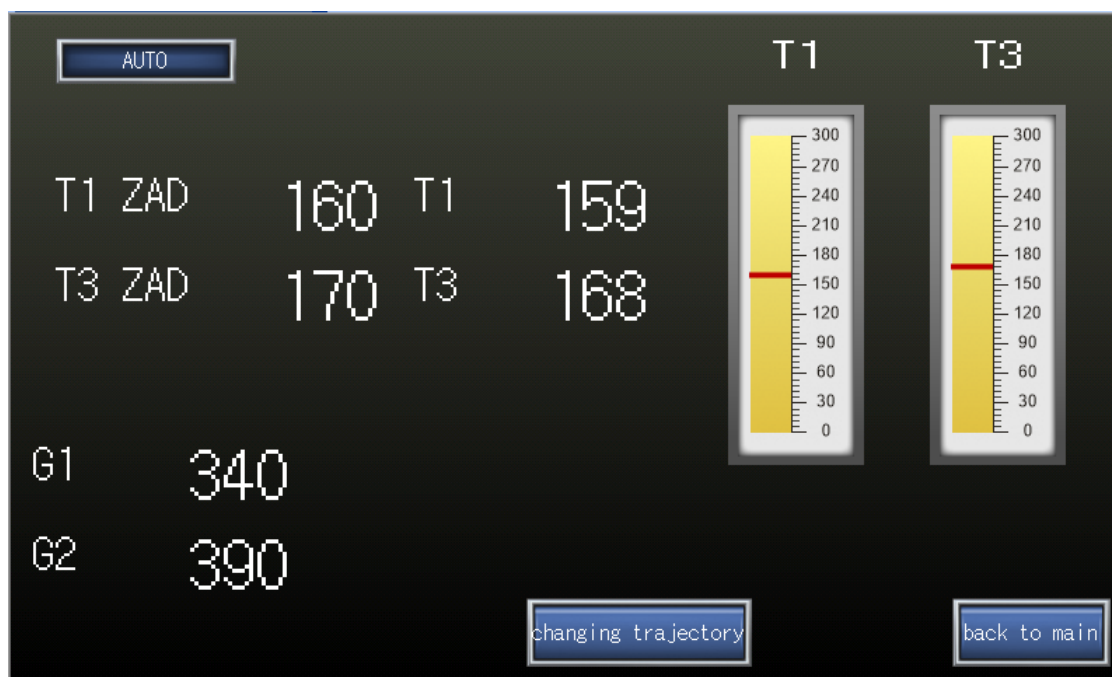 AUTO
T1 T3
T1 ZAD 160 T1 159
T3 ZAD 170 T3 168
300 300
270 270
240 240
210 210
180 180
150 150
120 120
90 90
60 60
30 30
0 0
G1 340
G2 390
changing trajectory
back to main